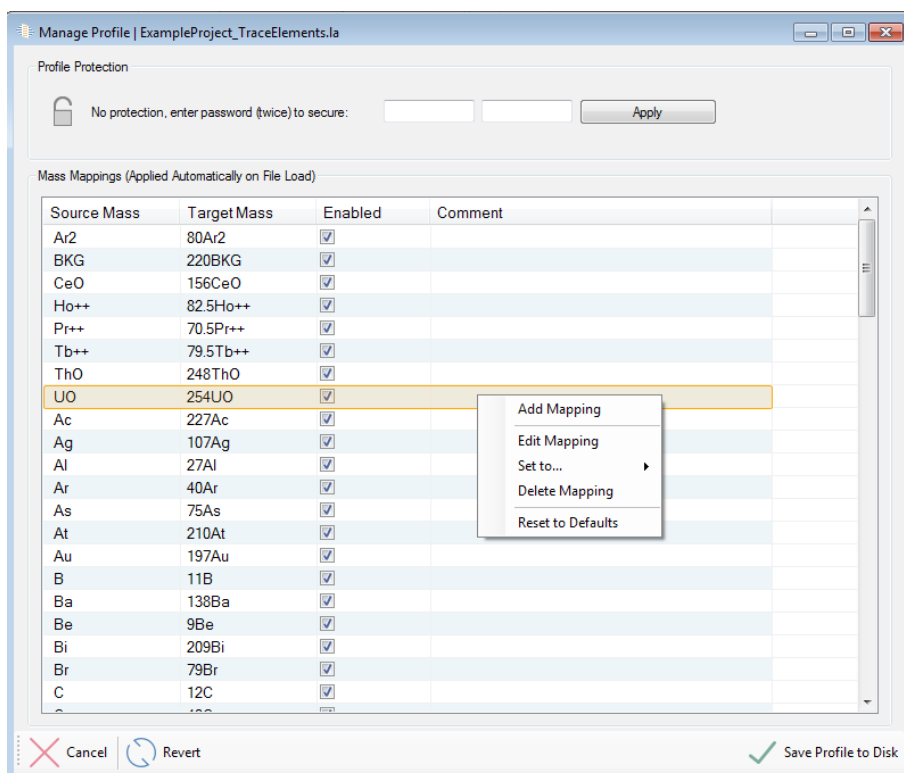 Manage Profile | ExampleProject_TraceElements.la
Profile Protection
No protection, enter password (twice) to secure:
Apply
Mass Mappings (Applied Automatically on File Load)
Source Mass Target Mass Enabled Comment
Ar2 80Ar2
BKG 220BKG
CeO 156CeO
Ho++ 82.5Ho++
Pr++ 70.5Pr++
Tb++ 79.5Tb++
ThO 248ThO
UO 254UO
Ac 227Ac
Ag 107Ag
Al 27Al
Ar 40Ar
As 75As
At 210At
Au 197Au
B 11B
Ba 138Ba
Be 9Be
Bi 209Bi
Br 79Br
C 12C
Add Mapping
Edit Mapping
Set to...
Delete Mapping
Reset to Defaults
Cancel
Revert
Save Profile to Disk